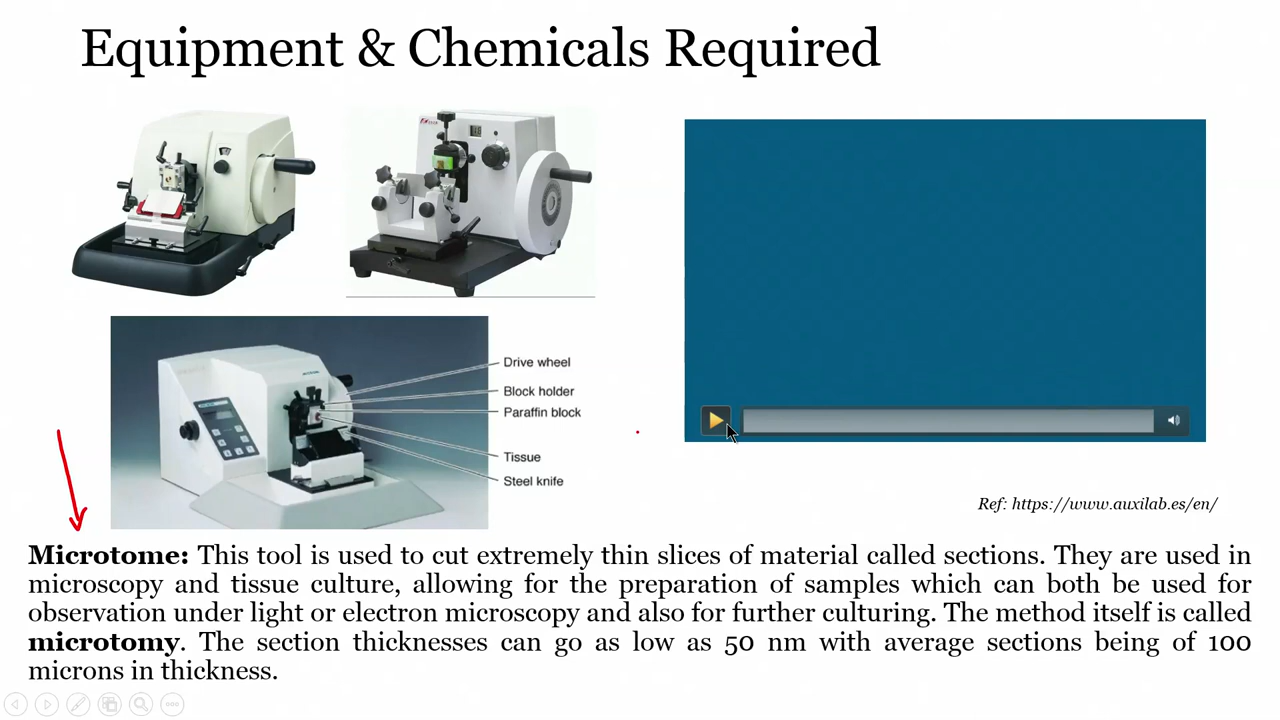 Equipment & Chemicals Required
Drive wheel
Block holder
Paraffin block
Tissue
Steel knife
Ref: https://www.auxilab.es/en/
Microtome: This tool is used to cut extremely thin slices of material called sections. They are used in
microscopy and tissue culture, allowing for the preparation of samples which can both be used for
observation under light or electron microscopy and also for further culturing. The method itself is called
microtomy. The section thicknesses can go as low as 50 nm with average sections being of 100
microns in thickness.